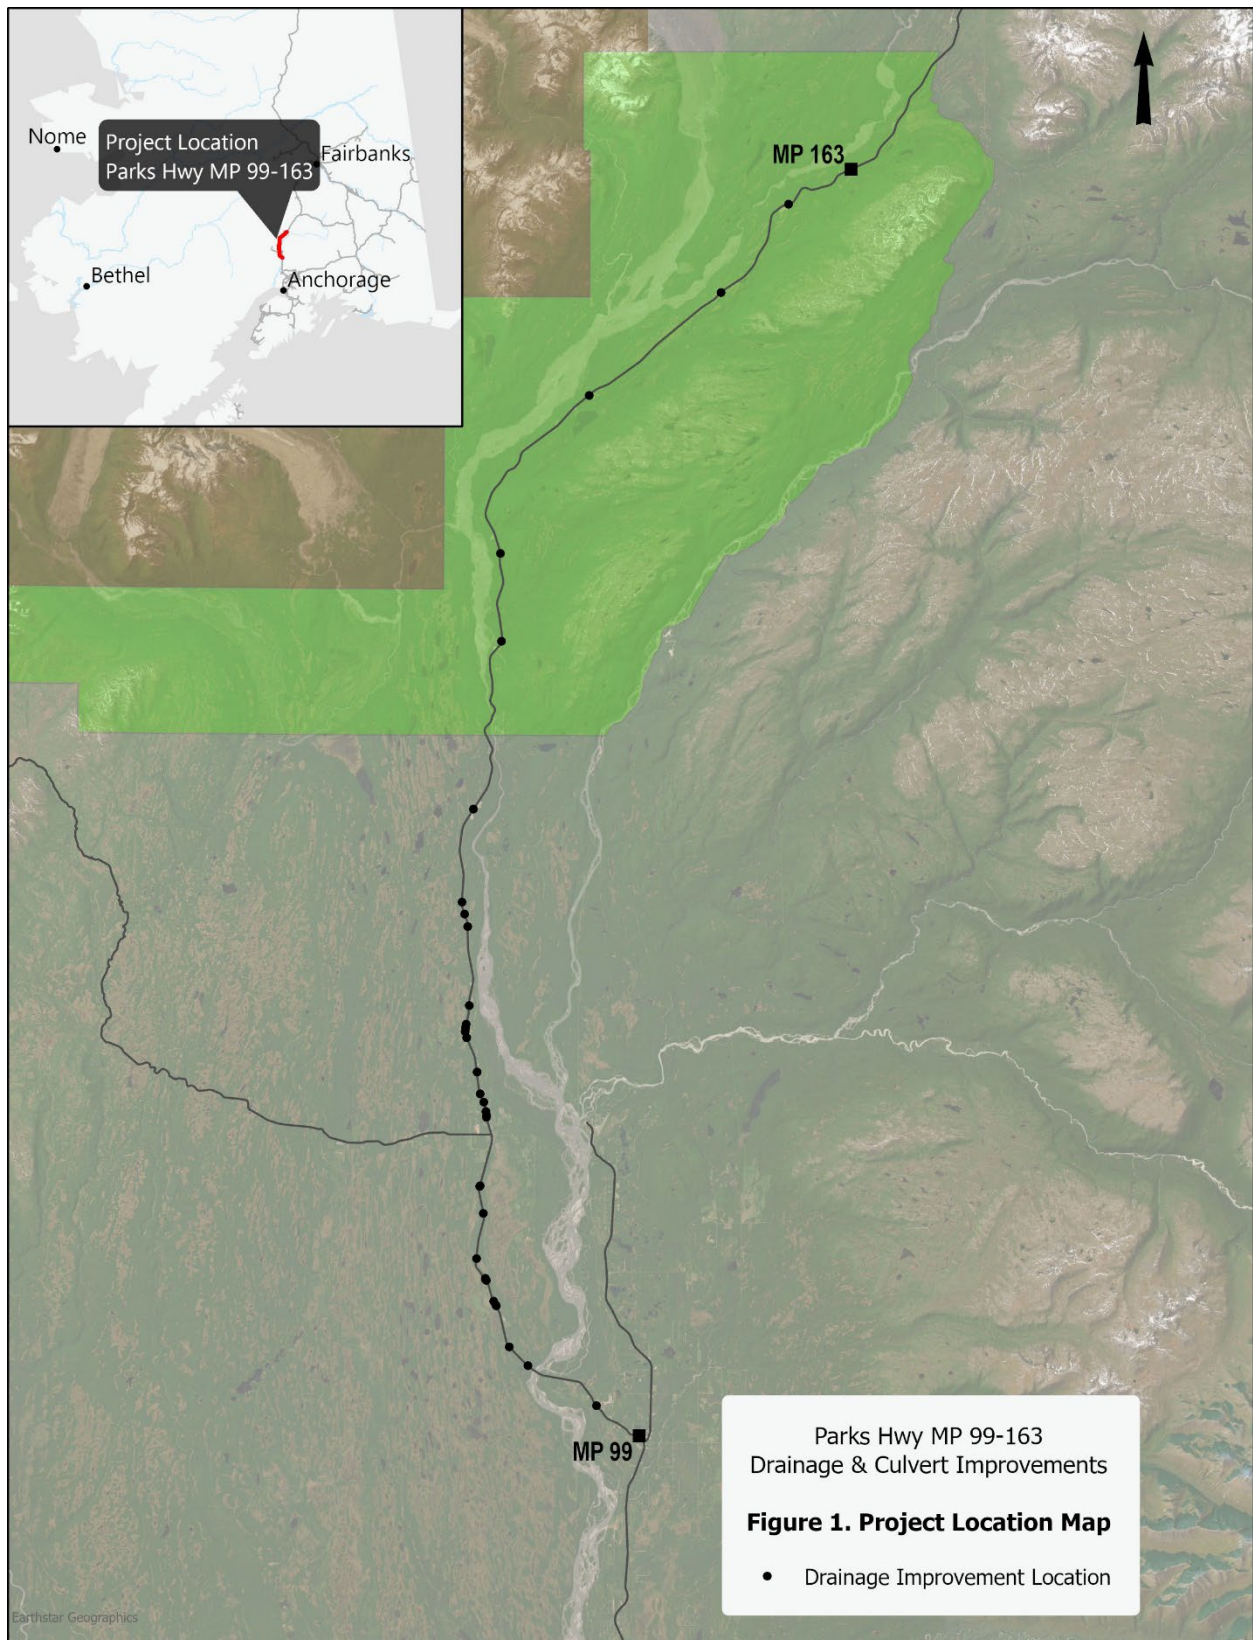 Nome
Project Location
Parks Hwy MP 99-163
Fairbanks
Bethel
Anchorage
MP 163
MP 99
Parks Hwy MP 99-163
Drainage & Culvert Improvements
Figure 1. Project Location Map
Drainage Improvement Location
Earthstar Geographics